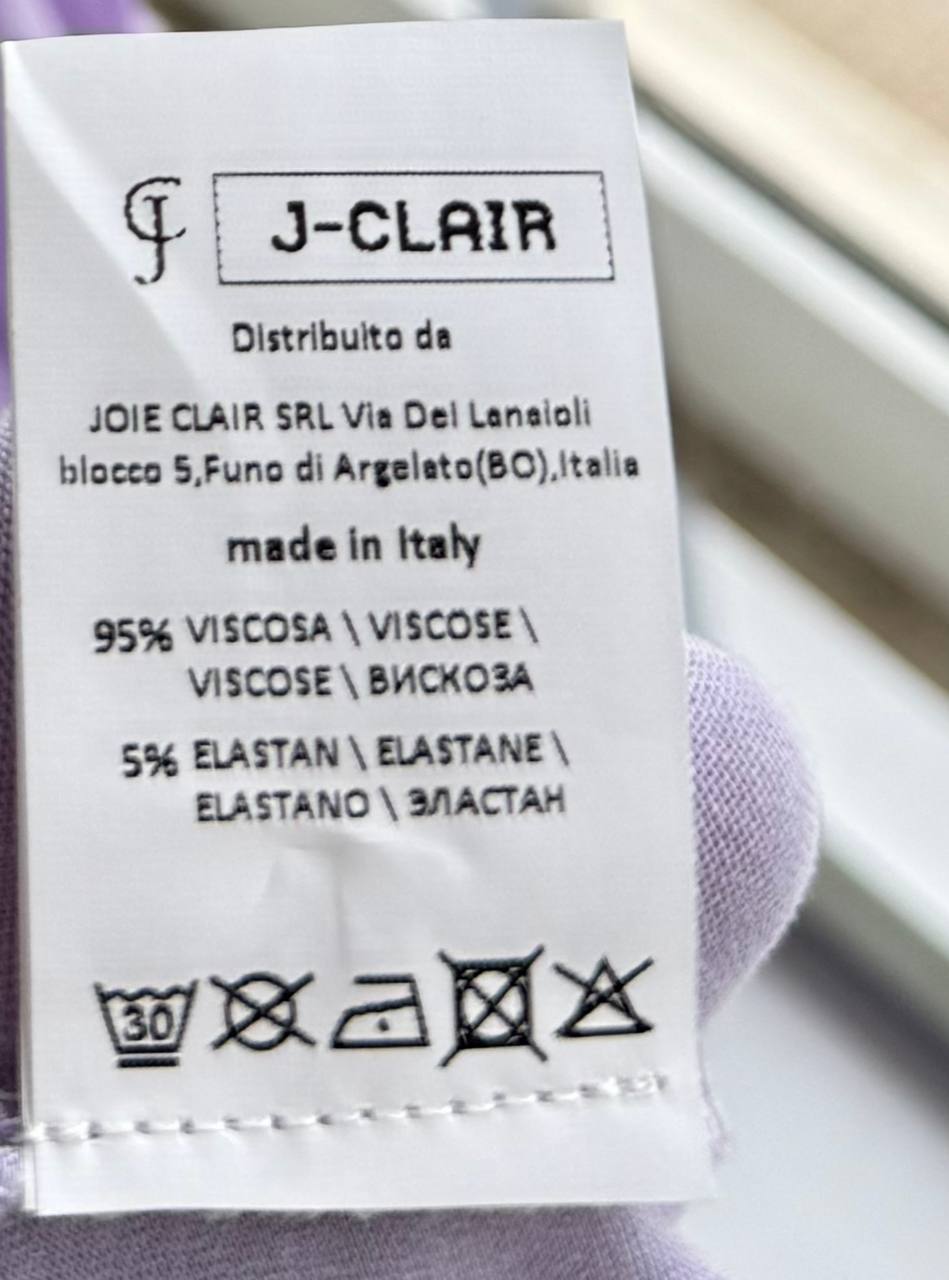 J-CLAIR
Distribuito da
JOIE CLAIR SRL Via Dei Lanaioli
blocco 5,Funo di Argelato(BO),Italia
made in Italy
95% VISCOSA \ VISCOSE \
VISCOSE \ ВИСКОЗА
5% ELASTAN \ ELASTANE \
ELASTANO \ ЭЛАСТАН
30